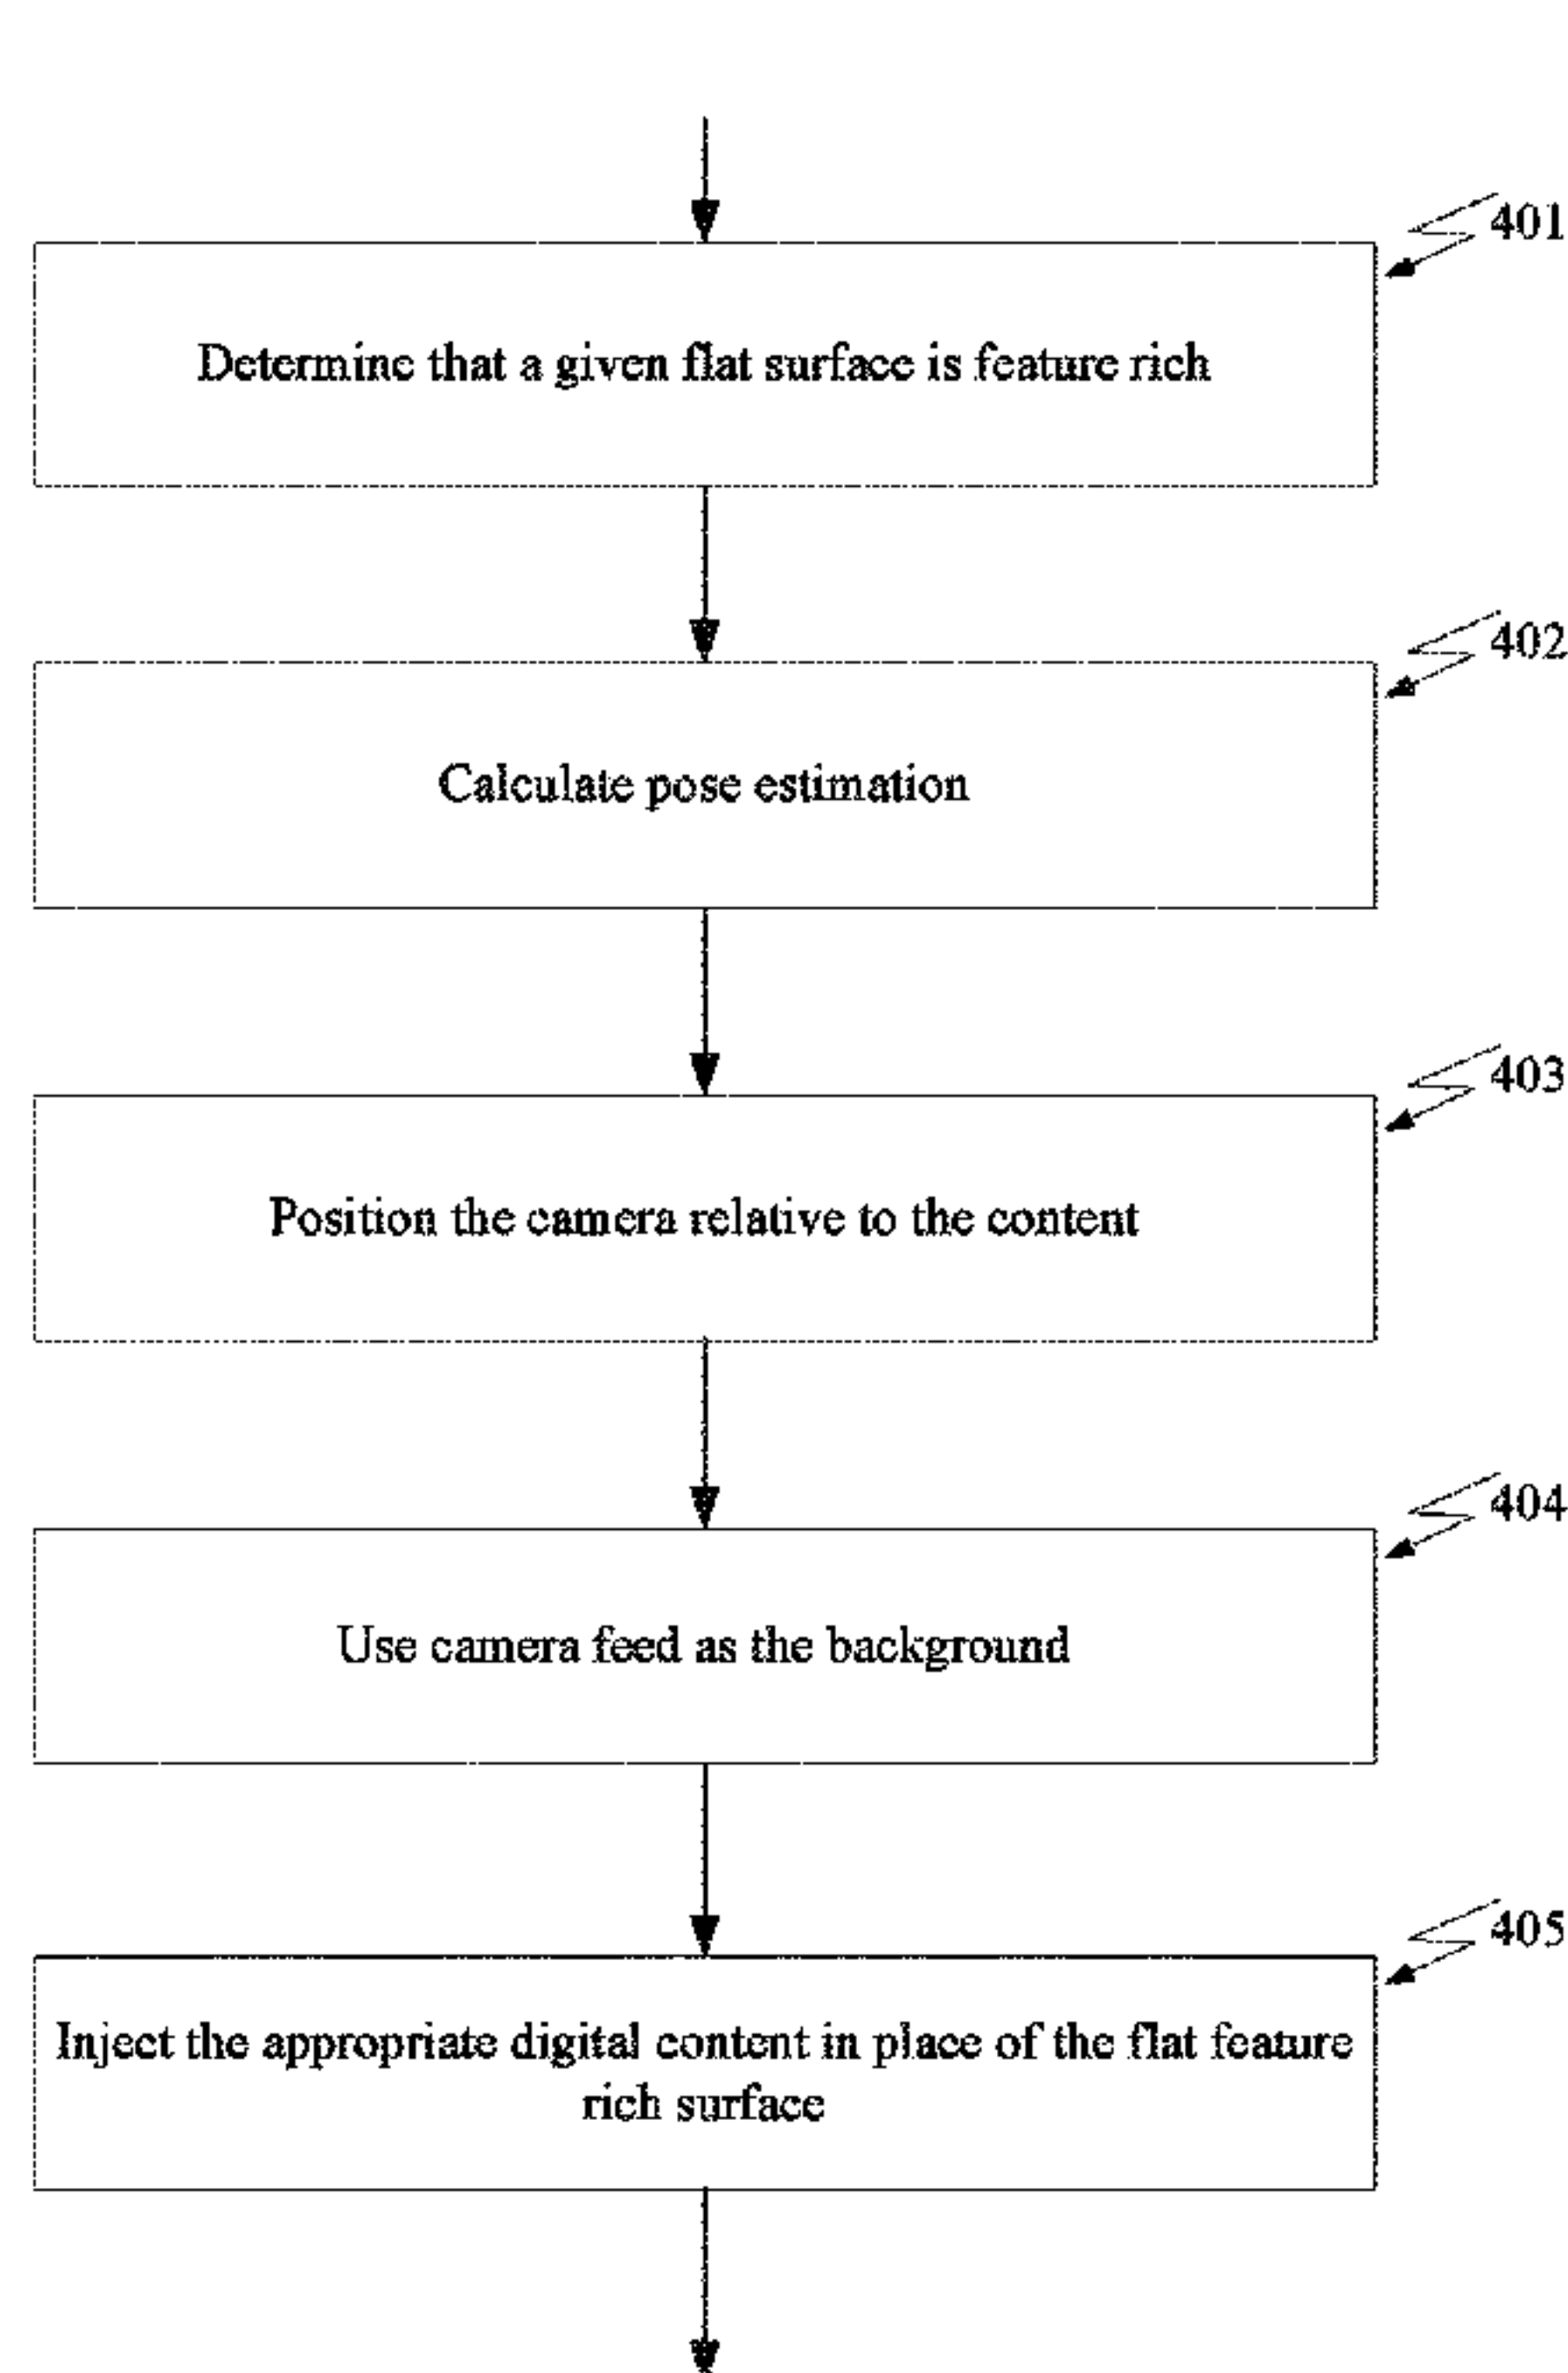 401
Determine that a given flat surface is feature rich
402
Calculate pose estimation
403
Position the camera relative to the content
404
Use camera feed as the background
405
Inject the appropriate digital content in place of the flat feature
rich surface